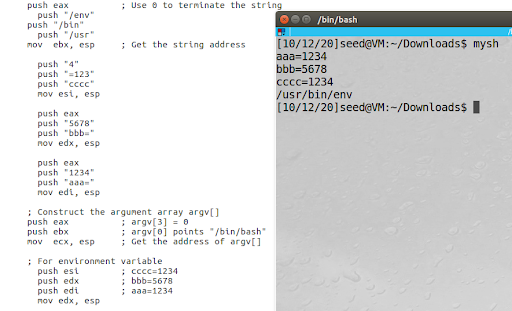 push eax ; Use 0 to terminate the string
push "/env"
push "/bin"
push "/usr"
mov ebx, esp ; Get the string address
push "4"
push "=123"
push "cccc"
mov esi, esp
push eax
push "5678"
push "bbb="
mov edx, esp
push eax
push "1234"
push "aaa="
mov edi, esp
; Construct the argument array argv[]
push eax ; argv[3] = 0
push ebx ; argv[0] points "/bin/bash"
mov ecx, esp ; Get the address of argv[]
; For environment variable
push esi ; cccc=1234
push edx ; bbb=5678
push edi ; aaa=1234
mov edx, esp
/bin/bash
[10/12/20]seed@VM:~/Downloads$ mysh
aaa=1234
bbb=5678
cccc=1234
/usr/bin/env
[10/12/20]seed@VM:~/Downloads$